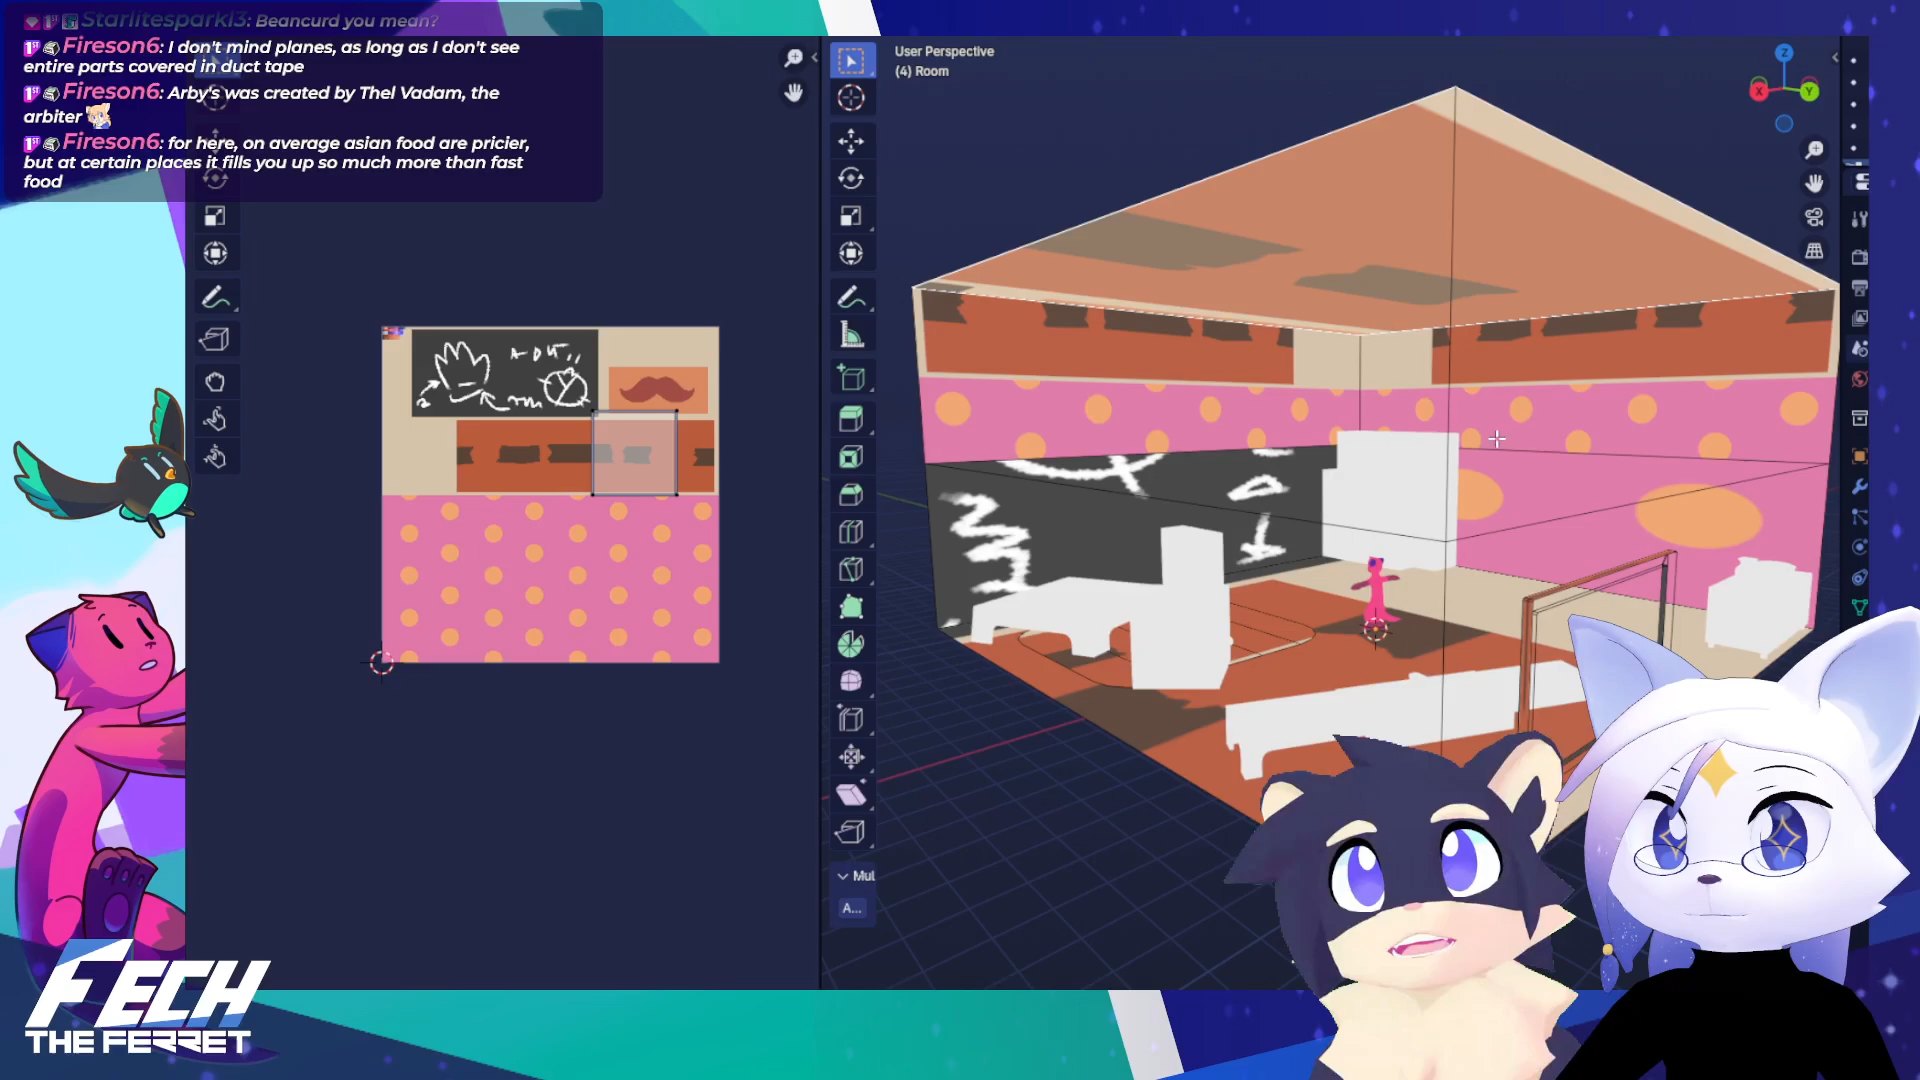 Starlitesparkl3: Beancurd you mean?
Fireson6: I don't mind planes, as long as I don't see
entire parts covered in duct tape
Fireson6: Arby's was created by Thel Vadam, the
arbiter
Fireson6: for here, on average asian food are pricier,
but at certain places it fills you up so much more than fast
food
User Perspective
(4) Room
Z
X
Y
Mul
A...
FECH
THE FERRET